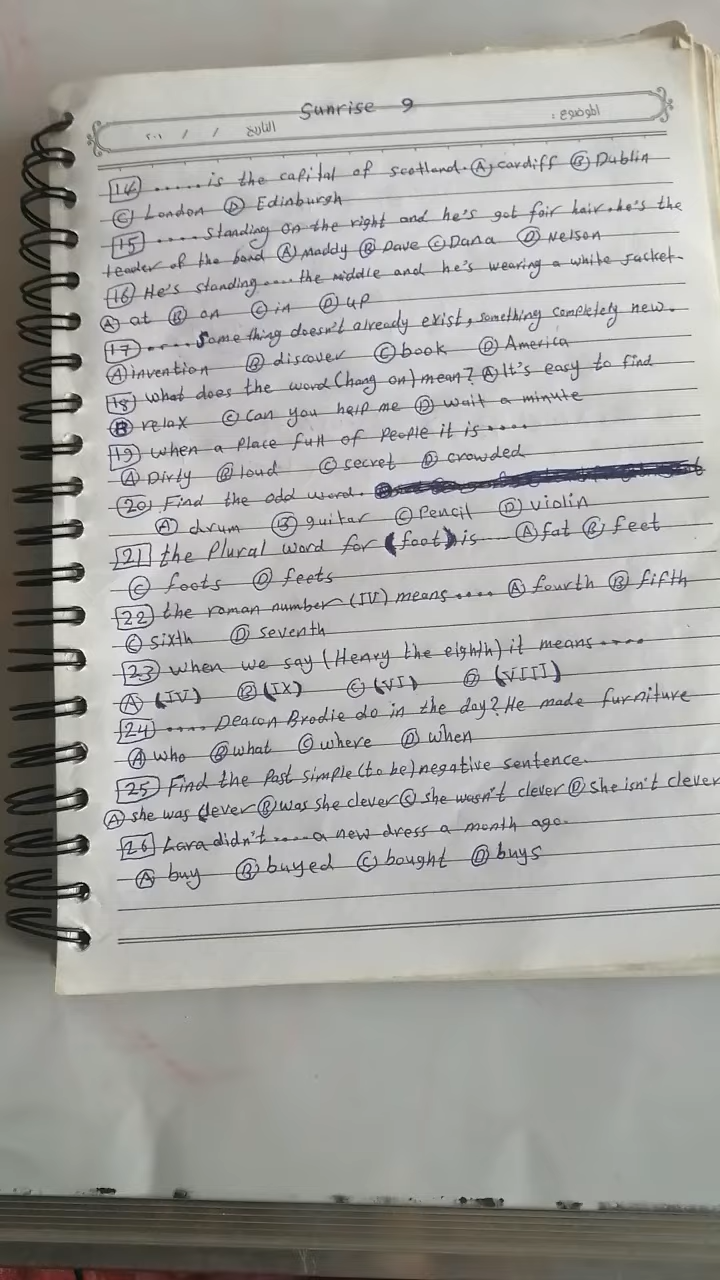 Sunrise 9
٢٠١ / / التاريخ الموضوع :
14 ..... is the capital of scotland. A cardiff B Dublin
C London D Edinburgh
15 .... standing on the right and he's got fair hair. he's the
leader of the band A Maddy B Dave C Dana D Nelson
16 He's standing .... the middle and he's wearing a white jacket.
A at B on C in D up
17 .... Some thing doesn't already exist, something completely new.
A invention B discover C book D America
18 what does the word (hang on) mean? A It's easy to find
B relax C can you help me D wait a minute
19 when a place full of people it is ....
A Dirty B loud C secret D crowded
20 Find the odd word.
A drum B guitar C Pencil D violin
21 the Plural word for (foot) is ... A fat B feet
C foots D feets
22 the roman number (IV) means .... A fourth B fifth
C sixth D seventh
23 when we say (Henry the eighth) it means ....
A (IV) B (IX) C (VI) D (VIII)
24 .... Deacon Brodie do in the day? He made furniture
A who B what C where D when
25 Find the Past simple (to be) negative sentence.
A she was clever B was she clever C she wasn't clever D She isn't clever
26 Lara didn't .... a new dress a month ago.
A buy B buyed C bought D buys